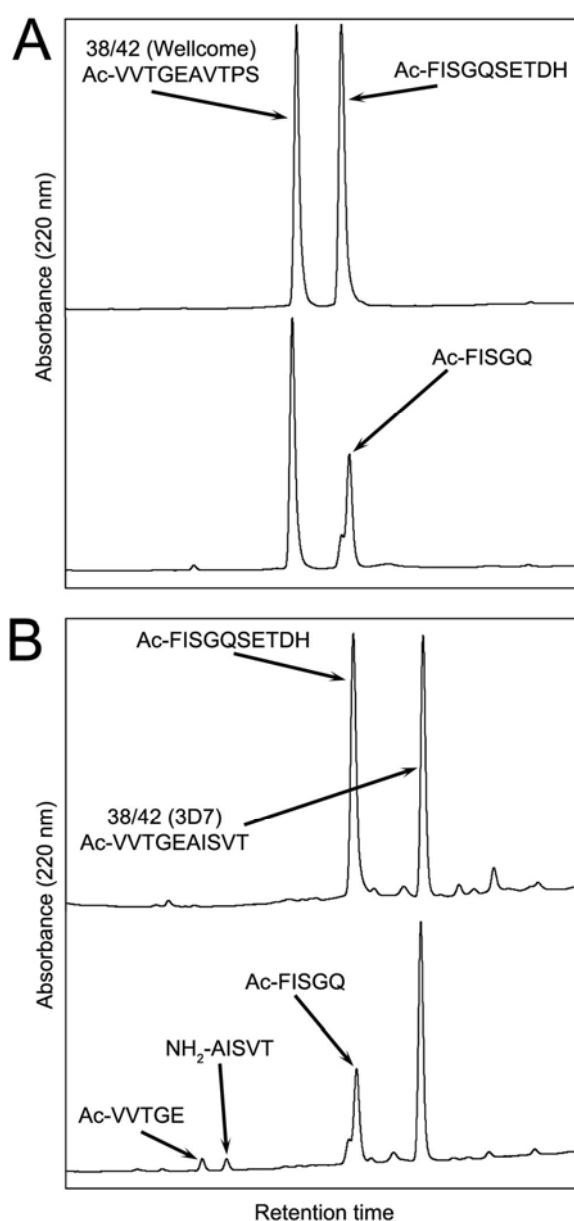 A
38/42 (Wellcome)
Ac-VVTGEAVTPS
Ac-FISGQSETDH
Absorbance (220 nm)
Ac-FISGQ
B
Ac-FISGQSETDH
38/42 (3D7)
Ac-VVTGEAISVT
Absorbance (220 nm)
Ac-FISGQ
NH₂-AISVT
Ac-VVTGE
Retention time